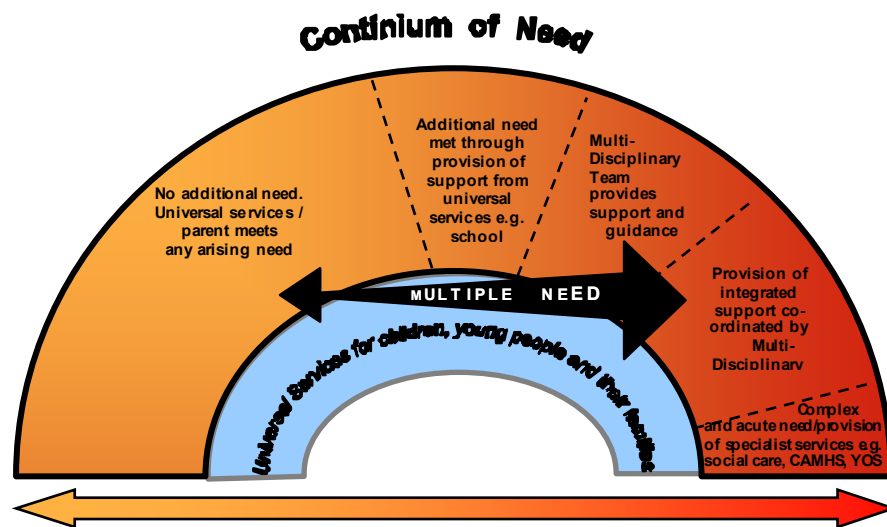 Continium of Need
No additional need.
Universal services /
parent meets
any arising need
Additional need
met through
provision of
support from
universal
services e.g.
school
Multi-
Disciplinary
Team
provides
support and
guidance
MULTIPLE NEED
Provision of
integrated
support co-
ordinated by
Multi-
Disciplinary
Complex
and acute need/provision
of specialist services e.g.
social care, CAMHS, YOS
Universal Services for children, young people and their families